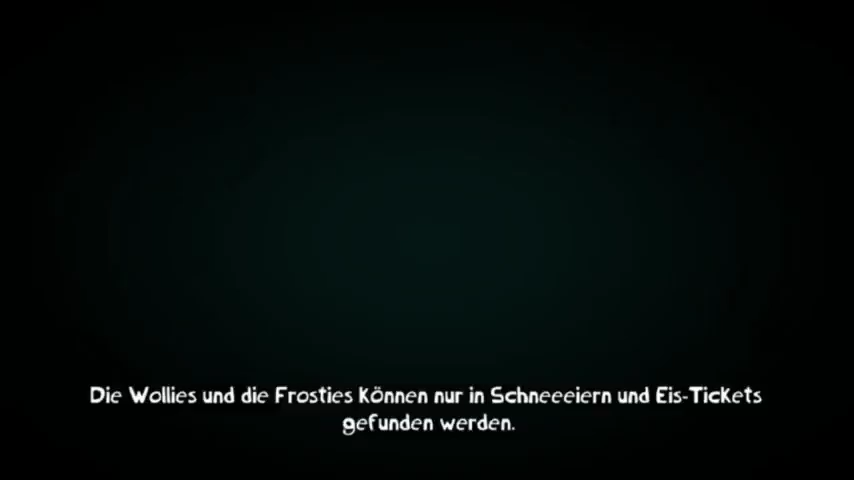 Die Wollies und die Frosties können nur in Schneeeiern und Eis-Tickets
gefunden werden.